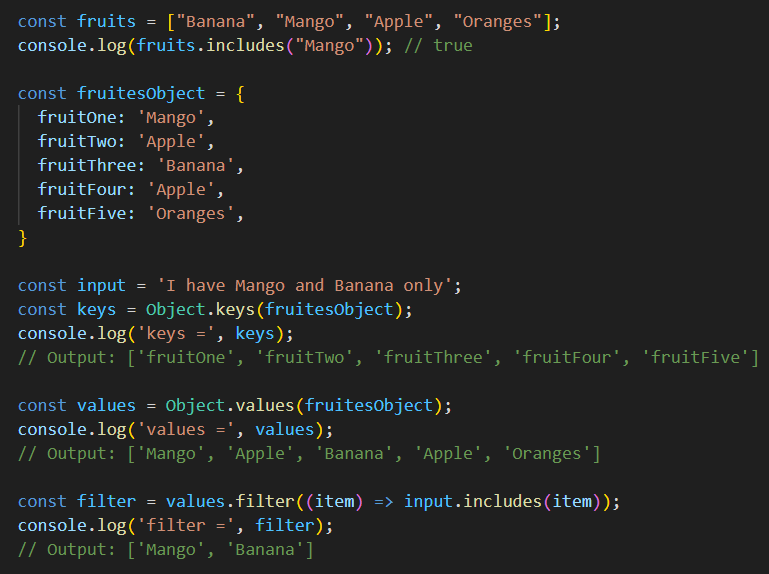 const fruits = ["Banana", "Mango", "Apple", "Oranges"];
console.log(fruits.includes("Mango")); // true
const fruitesObject = {
fruitOne: 'Mango',
fruitTwo: 'Apple',
fruitThree: 'Banana',
fruitFour: 'Apple',
fruitFive: 'Oranges',
}
const input = 'I have Mango and Banana only';
const keys = Object.keys(fruitesObject);
console.log('keys =', keys);
// Output: ['fruitOne', 'fruitTwo', 'fruitThree', 'fruitFour', 'fruitFive']
const values = Object.values(fruitesObject);
console.log('values =', values);
// Output: ['Mango', 'Apple', 'Banana', 'Apple', 'Oranges']
const filter = values.filter((item) => input.includes(item));
console.log('filter =', filter);
// Output: ['Mango', 'Banana']